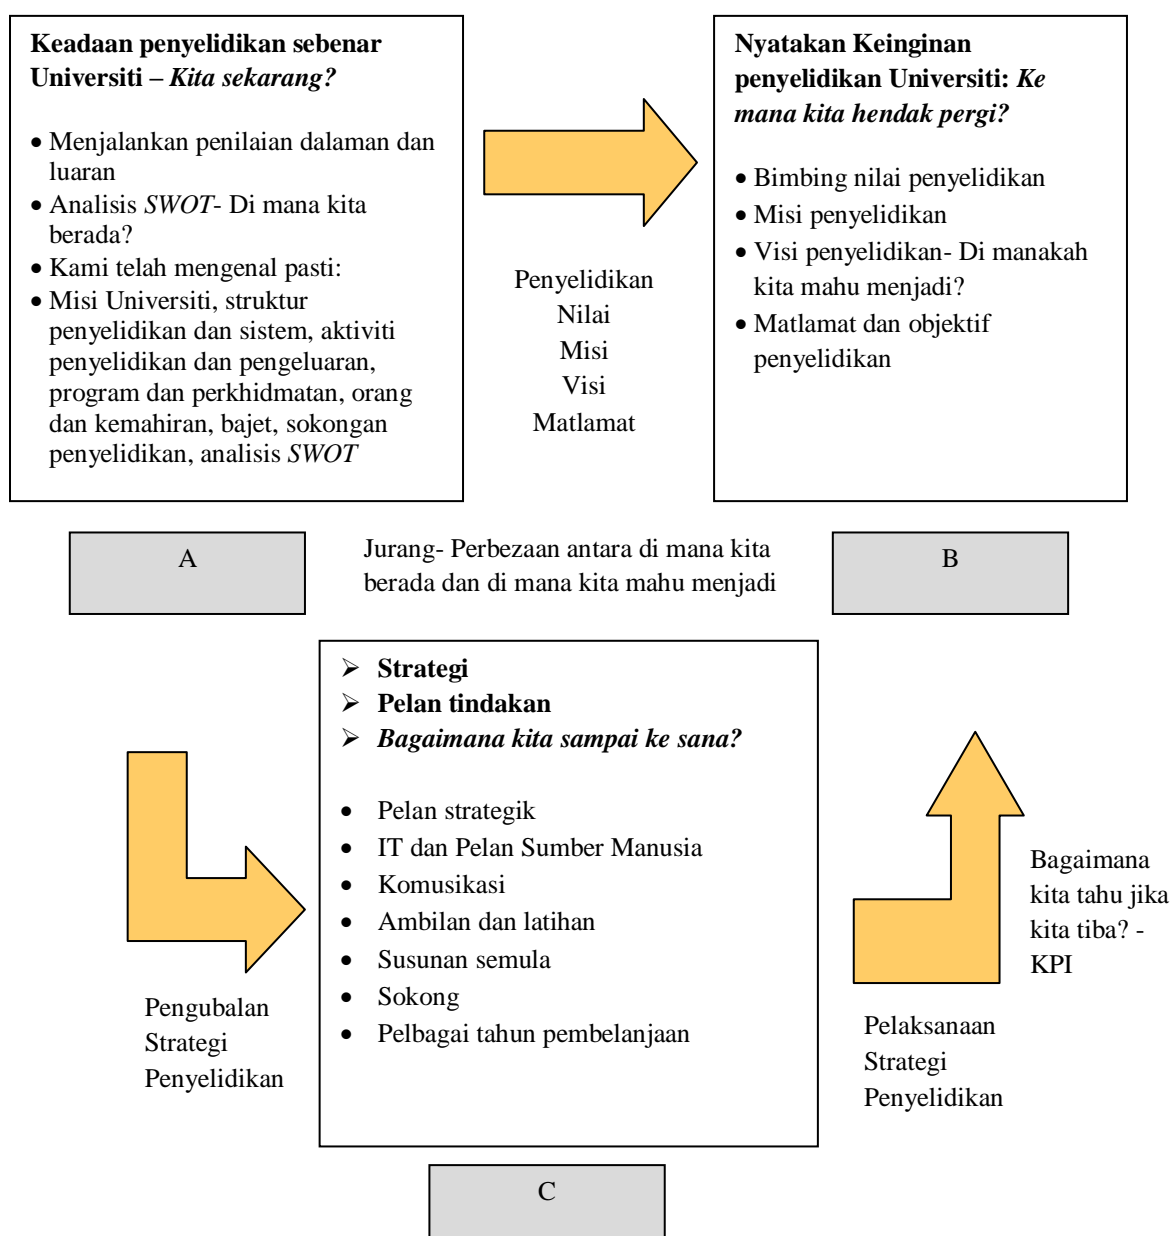 Keadaan penyelidikan sebenar
Universiti – Kita sekarang?
• Menjalankan penilaian dalaman dan
luaran
• Analisis SWOT- Di mana kita
berada?
• Kami telah mengenal pasti:
• Misi Universiti, struktur
penyelidikan dan sistem, aktiviti
penyelidikan dan pengeluaran,
program dan perkhidmatan, orang
dan kemahiran, bajet, sokongan
penyelidikan, analisis SWOT
Penyelidikan
Nilai
Misi
Visi
Matlamat
Nyatakan Keinginan
penyelidikan Universiti: Ke
mana kita hendak pergi?
• Bimbing nilai penyelidikan
• Misi penyelidikan
• Visi penyelidikan- Di manakah
kita mahu menjadi?
• Matlamat dan objektif
penyelidikan
A
Jurang- Perbezaan antara di mana kita
berada dan di mana kita mahu menjadi
B
➢ Strategi
➢ Pelan tindakan
➢ Bagaimana kita sampai ke sana?
• Pelan strategik
• IT dan Pelan Sumber Manusia
• Komusikasi
• Ambilan dan latihan
• Susunan semula
• Sokong
• Pelbagai tahun pembelanjaan
Pengubalan
Strategi
Penyelidikan
Pelaksanaan
Strategi
Penyelidikan
Bagaimana
kita tahu jika
kita tiba? -
KPI
C